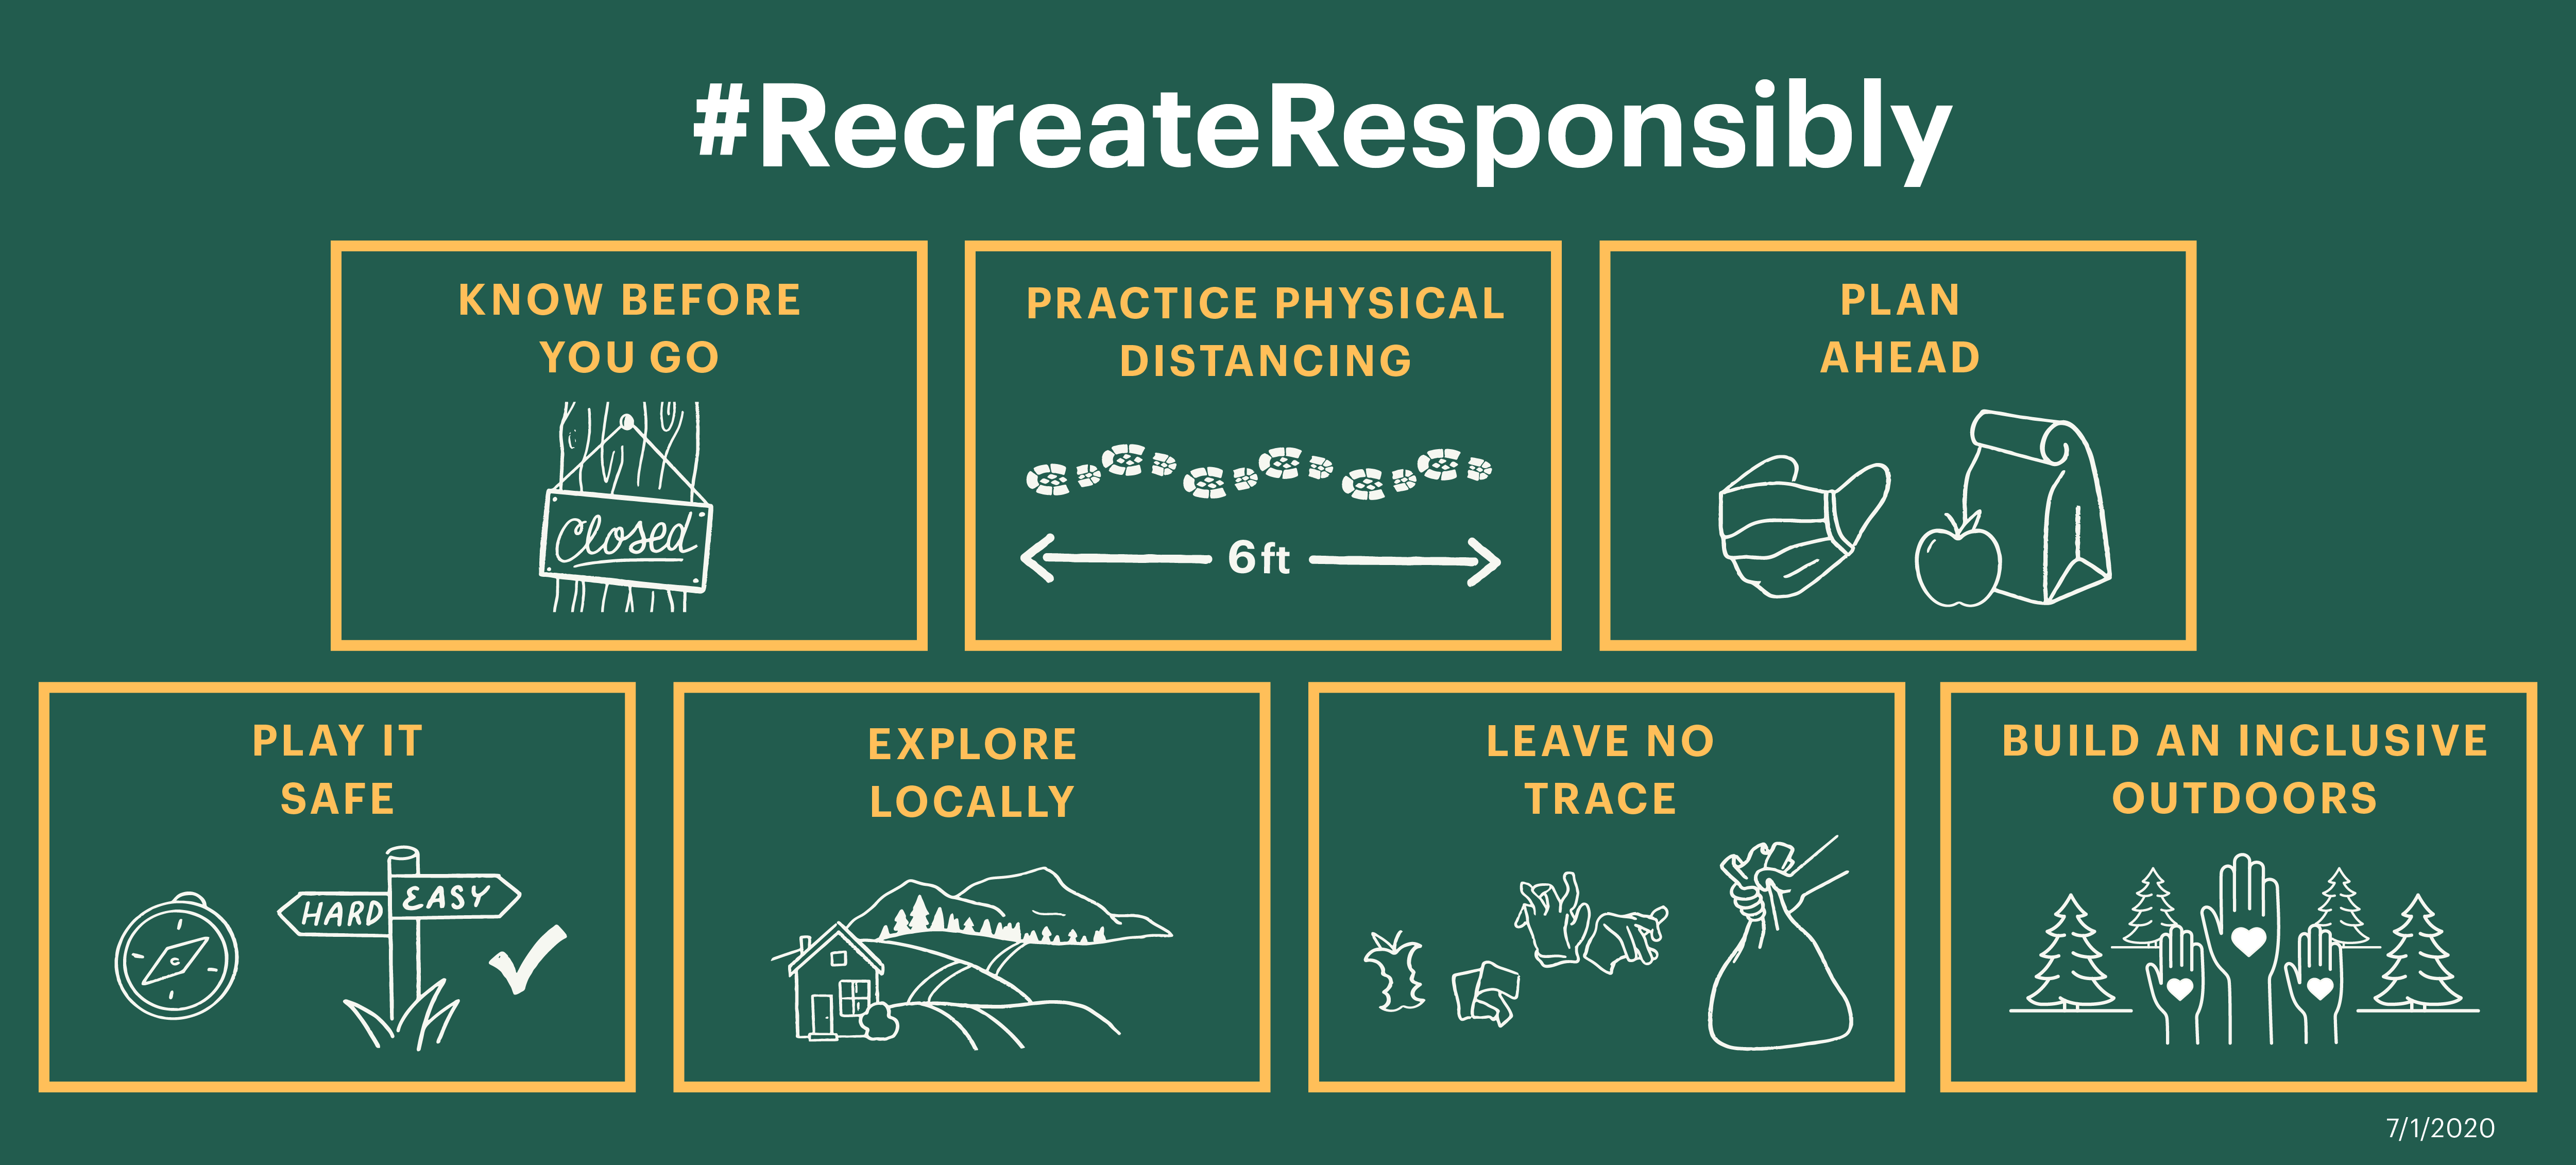 #RecreateResponsibly
KNOW BEFORE
YOU GO
Closed
PRACTICE PHYSICAL
DISTANCING
6ft
PLAN
AHEAD
PLAY IT
SAFE
HARD
EASY
EXPLORE
LOCALLY
LEAVE NO
TRACE
BUILD AN INCLUSIVE
OUTDOORS
7/1/2020